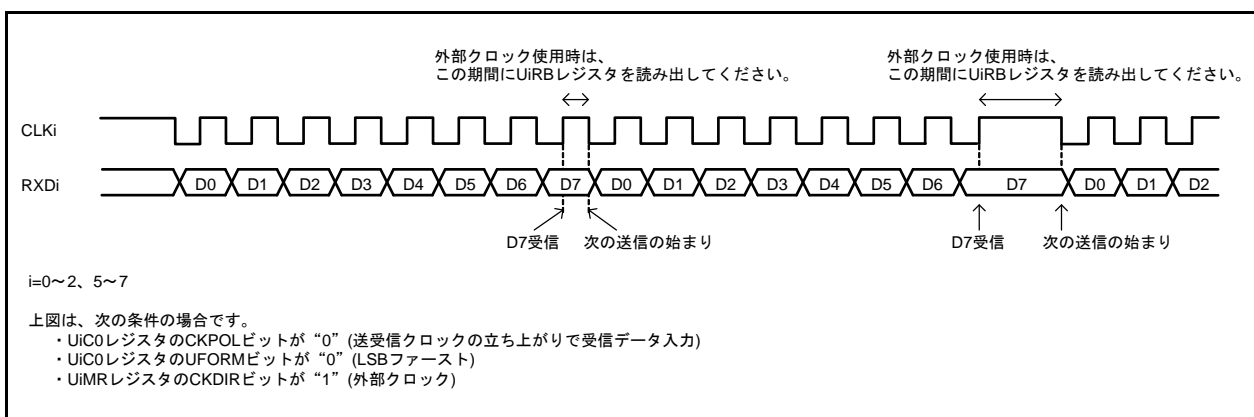 外部クロック使用時は、
この期間にUiRBレジスタを読み出してください。
外部クロック使用時は、
この期間にUiRBレジスタを読み出してください。
CLKi
RXDi
D0 D1 D2 D3 D4 D5 D6 D7 D0 D1 D2 D3 D4 D5 D6 D7 D0 D1 D2
D7受信 次の送信の始まり D7受信 次の送信の始まり
i=0～2、5～7
上図は、次の条件の場合です。
・UiC0レジスタのCKPOLビットが“0”(送受信クロックの立ち上がりで受信データ入力)
・UiC0レジスタのUFORMビットが“0”(LSBファースト)
・UiMRレジスタのCKDIRビットが“1”(外部クロック)